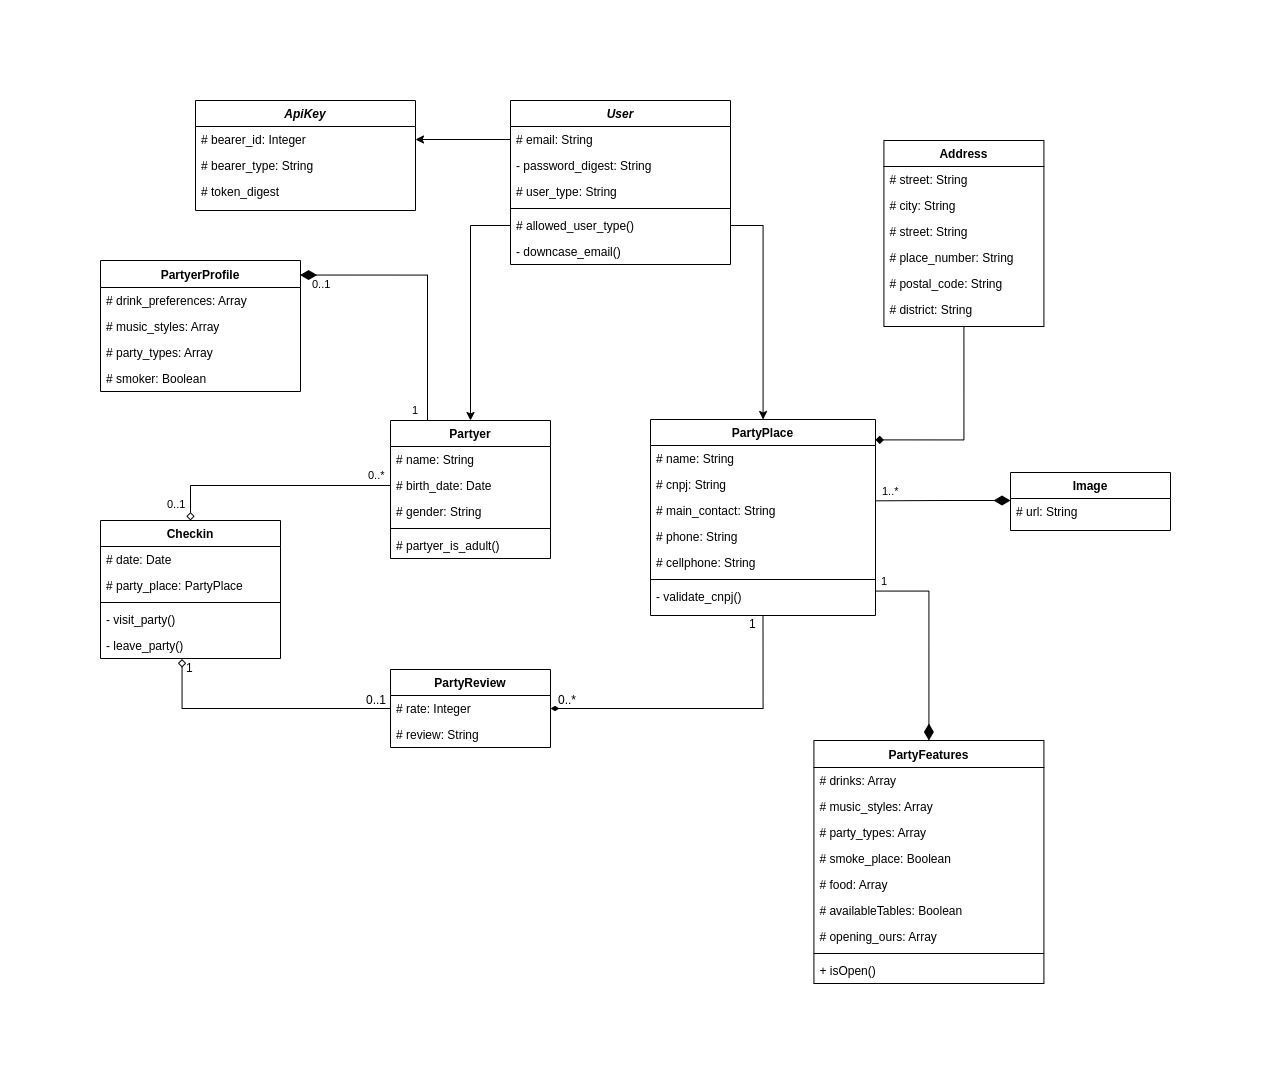 ApiKey
# bearer_id: Integer
# bearer_type: String
# token_digest
User
# email: String
- password_digest: String
# user_type: String
# allowed_user_type()
- downcase_email()
Address
# street: String
# city: String
# street: String
# place_number: String
# postal_code: String
# district: String
PartyerProfile
# drink_preferences: Array
# music_styles: Array
# party_types: Array
# smoker: Boolean
0..1
1
Partyer
# name: String
# birth_date: Date
# gender: String
# partyer_is_adult()
0..*
0..1
PartyPlace
# name: String
# cnpj: String
# main_contact: String
# phone: String
# cellphone: String
- validate_cnpj()
1..*
Image
# url: String
1
1
Checkin
# date: Date
# party_place: PartyPlace
- visit_party()
- leave_party()
1
0..1
PartyReview
# rate: Integer
# review: String
0..*
PartyFeatures
# drinks: Array
# music_styles: Array
# party_types: Array
# smoke_place: Boolean
# food: Array
# availableTables: Boolean
# opening_ours: Array
+ isOpen()